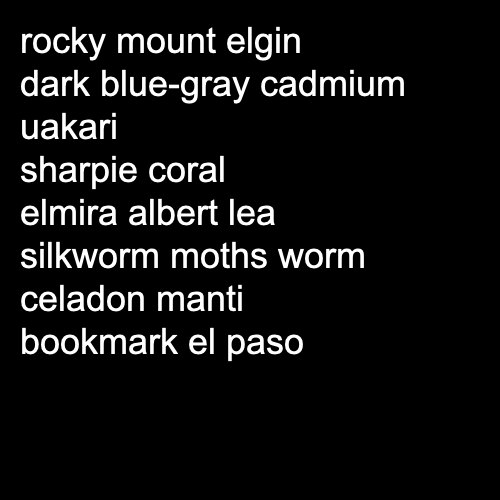 rocky mount elgin
dark blue-gray cadmium
uakari
sharpie coral
elmira albert lea
silkworm moths worm
celadon manti
bookmark el paso